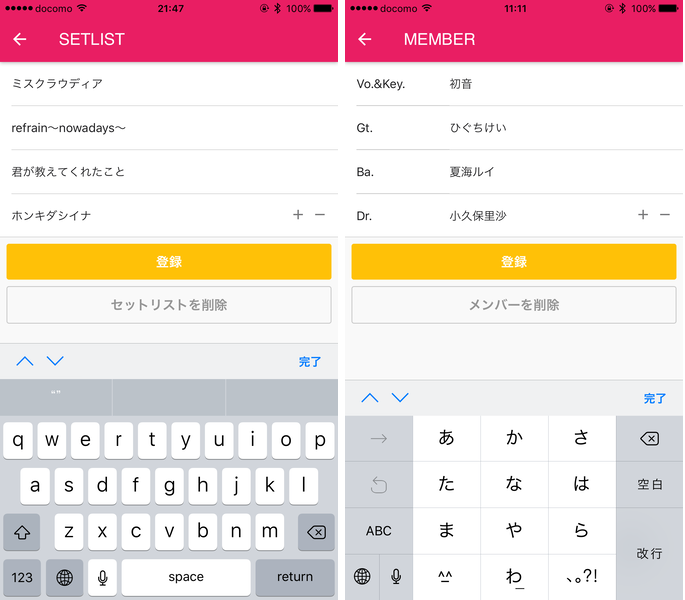 docomo 21:47 100%
SETLIST
ミスクラウディア
refrain〜nowadays〜
君が教えてくれたこと
ホンキダシイナ + −
登録
セットリストを削除
完了
“”
q w e r t y u i o p
a s d f g h j k l
z x c v b n m
123 space return
docomo 11:11 100%
MEMBER
Vo.&Key. 初音
Gt. ひぐちけい
Ba. 夏海ルイ
Dr. 小久保里沙 + −
登録
メンバーを削除
完了
→ あ か さ
た な は 空白
ABC ま や ら
^^ わ 、。?! 改行